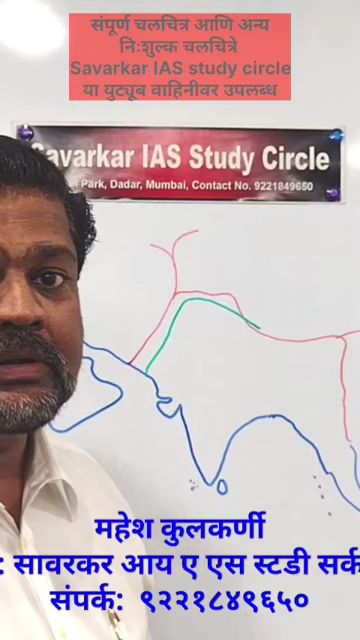 संपूर्ण चलचित्र आणि अन्य
निःशुल्क चलचित्रे
Savarkar IAS study circle
या युट्यूब वाहिनीवर उपलब्ध
Savarkar IAS Study Circle
Park, Dadar, Mumbai, Contact No. 9221849650
महेश कुलकर्णी
: सावरकर आय ए एस स्टडी सर्क
संपर्क: ९२२१८४९६५०